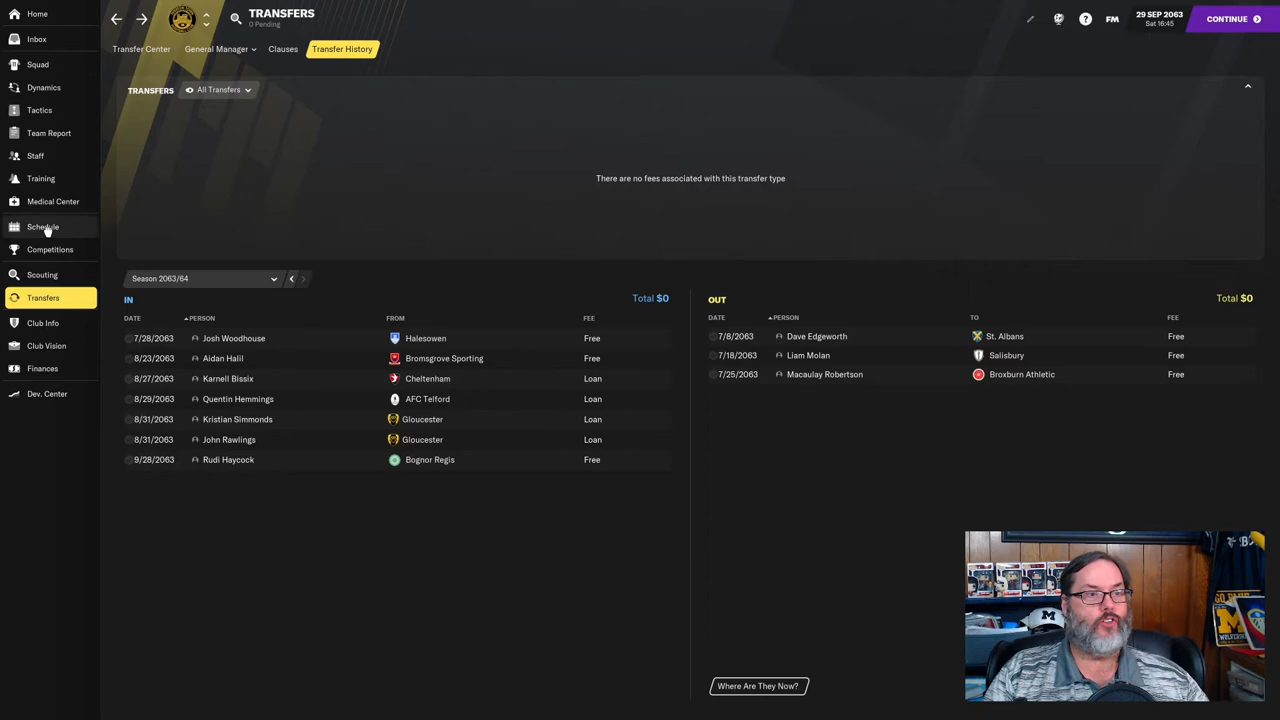 Home
Inbox
Squad
Dynamics
Tactics
Team Report
Staff
Training
Medical Center
Schedule
Competitions
Scouting
Transfers
Club Info
Club Vision
Finances
Dev. Center
TRANSFERS
0 Pending
? FM 29 SEP 2063
Sat 16:45
CONTINUE
Transfer Center General Manager Clauses Transfer History
TRANSFERS All Transfers
There are no fees associated with this transfer type
Season 2063/64
IN Total $0
DATE PERSON FROM FEE
7/28/2063 Josh Woodhouse Halesowen Free
8/23/2063 Aidan Halil Bromsgrove Sporting Free
8/27/2063 Karnell Bissix Cheltenham Loan
8/29/2063 Quentin Hemmings AFC Telford Loan
8/31/2063 Kristian Simmonds Gloucester Loan
8/31/2063 John Rawlings Gloucester Loan
9/28/2063 Rudi Haycock Bognor Regis Free
OUT Total $0
DATE PERSON TO FEE
7/8/2063 Dave Edgeworth St. Albans Free
7/18/2063 Liam Molan Salisbury Free
7/25/2063 Macaulay Robertson Broxburn Athletic Free
Where Are They Now?
M
GO BLUE
M